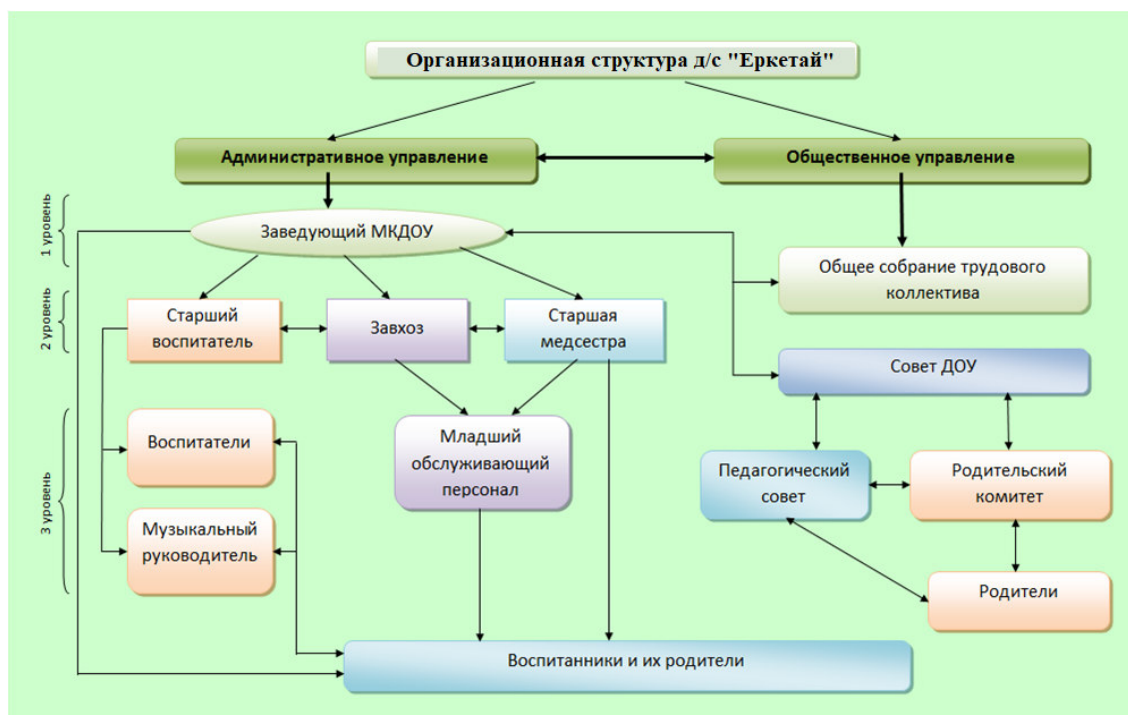 Организационная структура д/с "Еркетай"
Административное управление
Общественное управление
1 уровень
Заведующий МКДОУ
Общее собрание трудового
коллектива
2 уровень
Старший
воспитатель
Завхоз
Старшая
медсестра
Совет ДОУ
3 уровень
Воспитатели
Младший
обслуживающий
персонал
Педагогический
совет
Родительский
комитет
Музыкальный
руководитель
Родители
Воспитанники и их родители